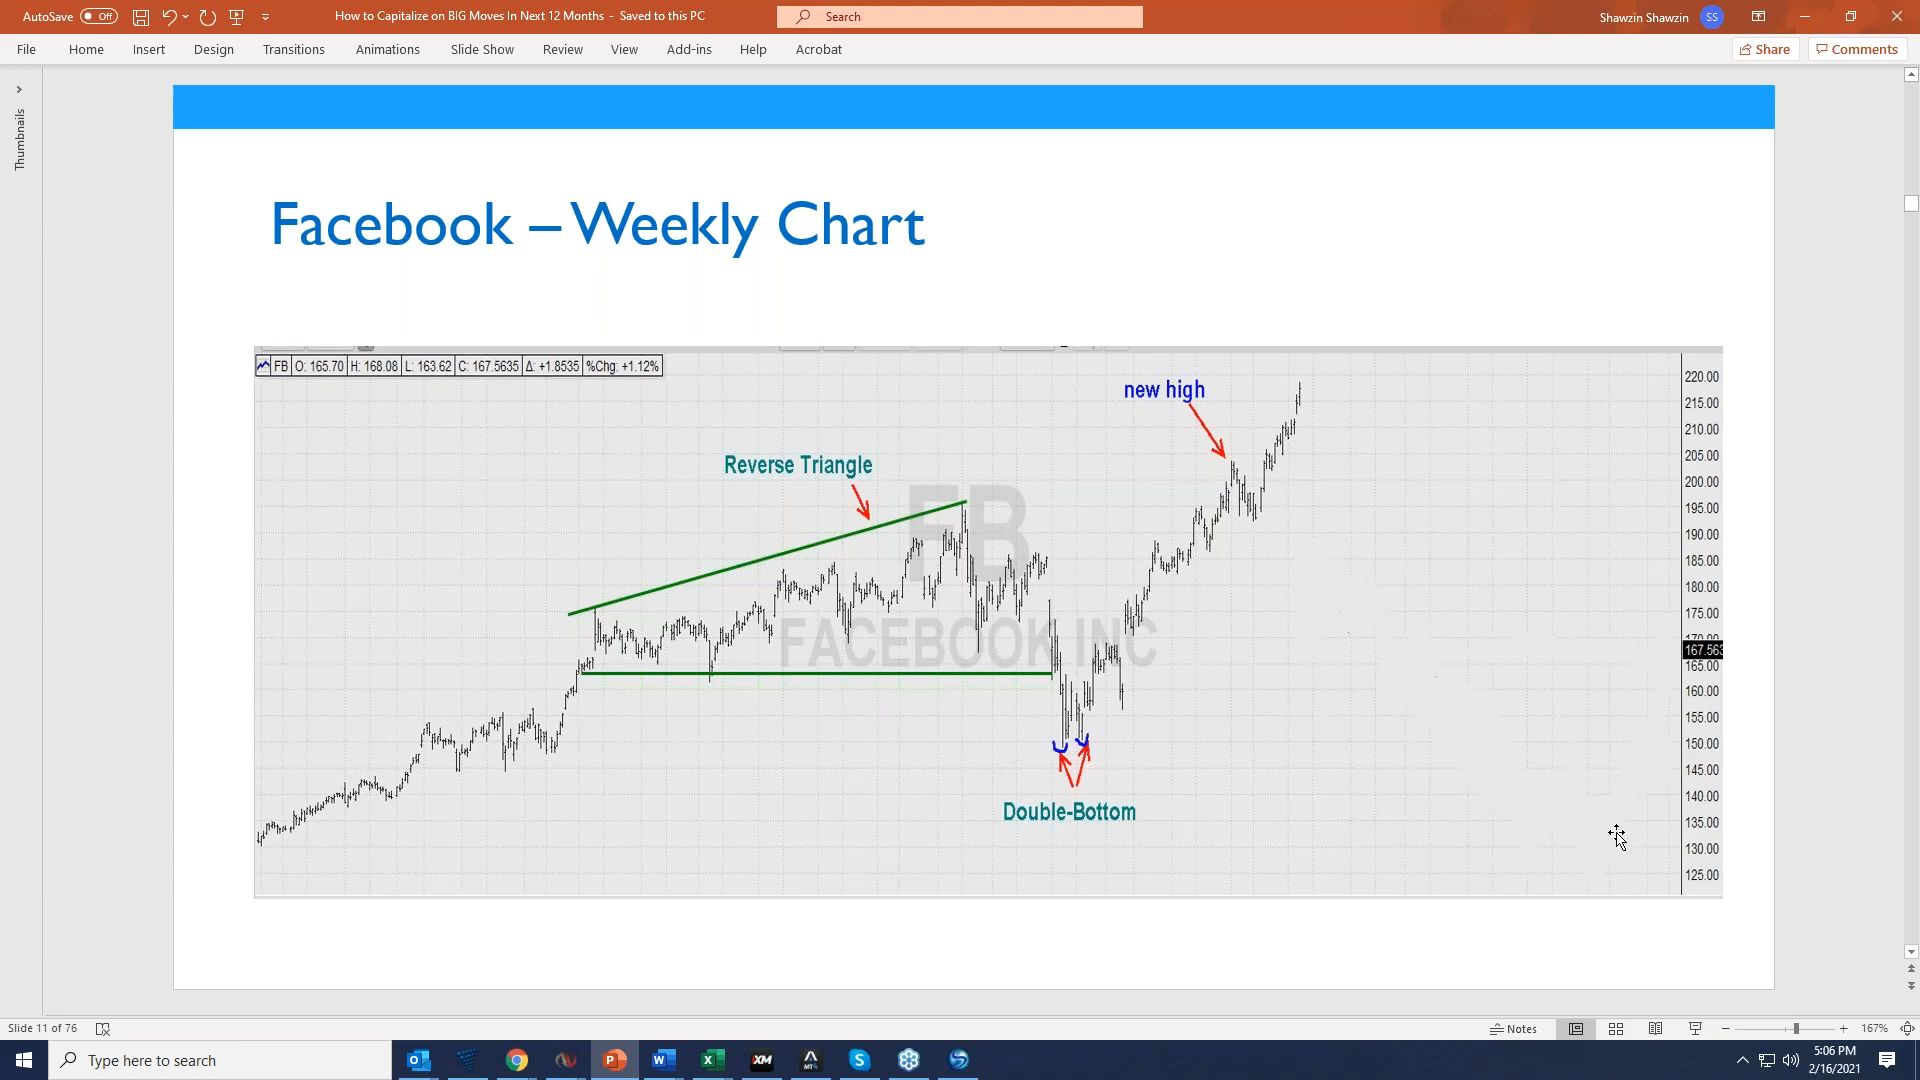 AutoSave Off
How to Capitalize on BIG Moves In Next 12 Months - Saved to this PC
Search
Shawzin Shawzin SS
File Home Insert Design Transitions Animations Slide Show Review View Add-ins Help Acrobat
Share Comments
Thumbnails
Facebook – Weekly Chart
FB O: 165.70 H: 168.08 L: 163.62 C: 167.5635 Δ: +1.8535 %Chg: +1.12%
new high
Reverse Triangle
FB
FACEBOOK INC
Double-Bottom
220.00
215.00
210.00
205.00
200.00
195.00
190.00
185.00
180.00
175.00
170.00
167.563
165.00
160.00
155.00
150.00
145.00
140.00
135.00
130.00
125.00
Slide 11 of 76
Notes
167%
Type here to search
XM
MT4
5:06 PM
2/16/2021